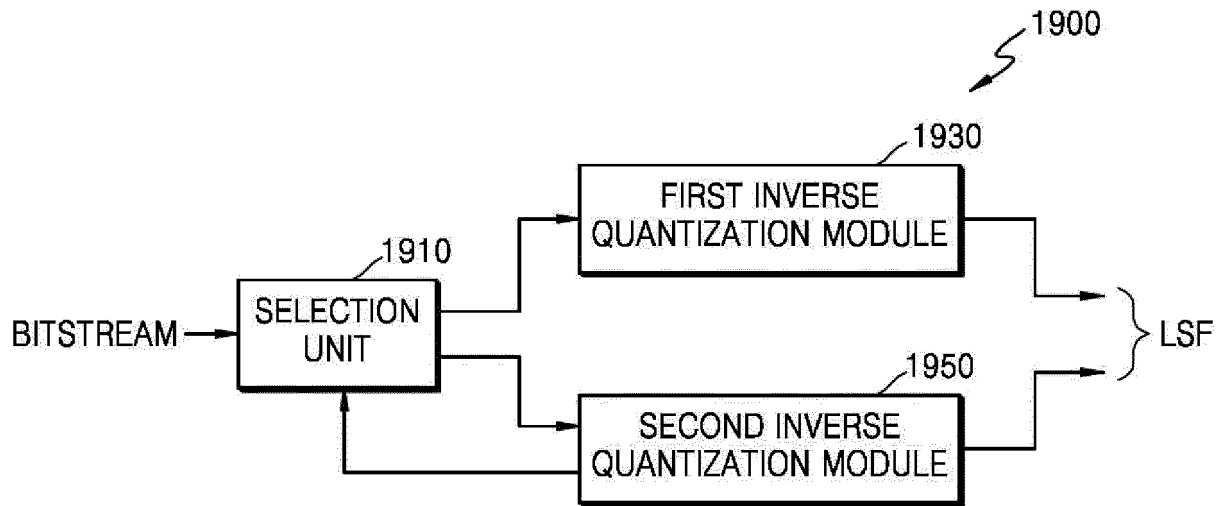 1900
1930
FIRST INVERSE
QUANTIZATION MODULE
1910
SELECTION
UNIT
BITSTREAM
LSF
1950
SECOND INVERSE
QUANTIZATION MODULE